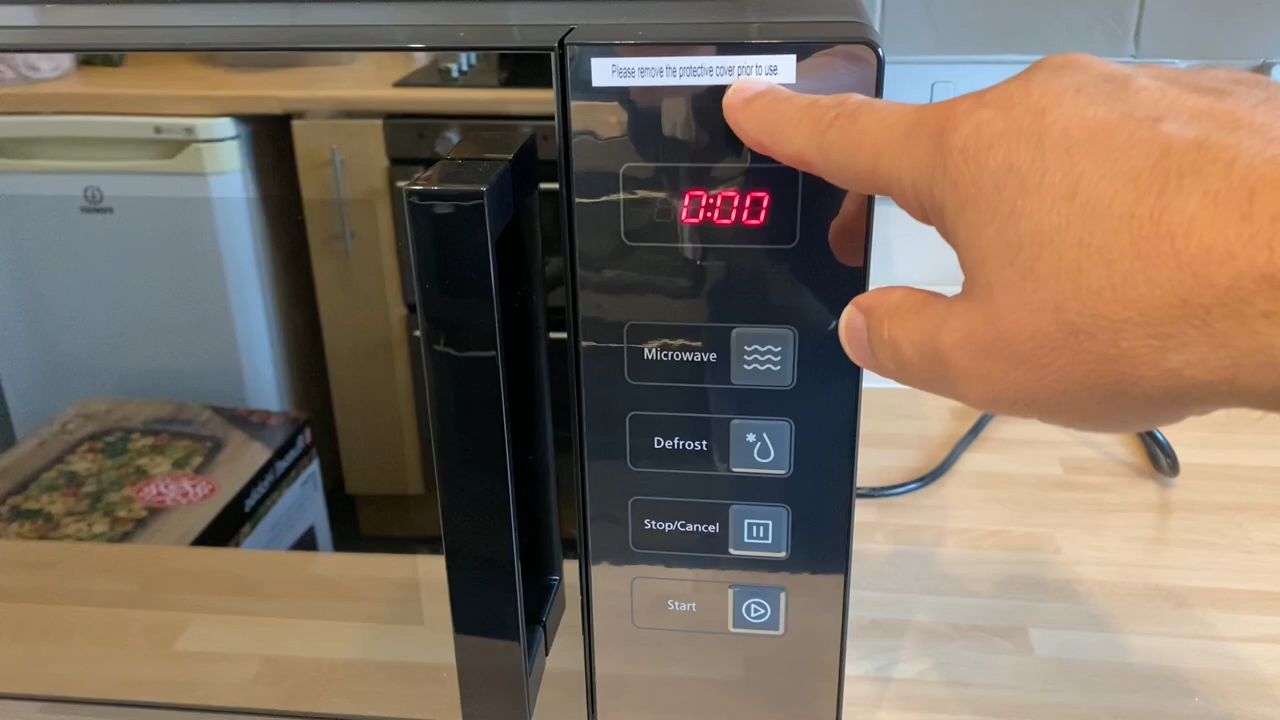 Please remove the protective cover prior to use.
0:00
Microwave
Defrost
Stop/Cancel
Start